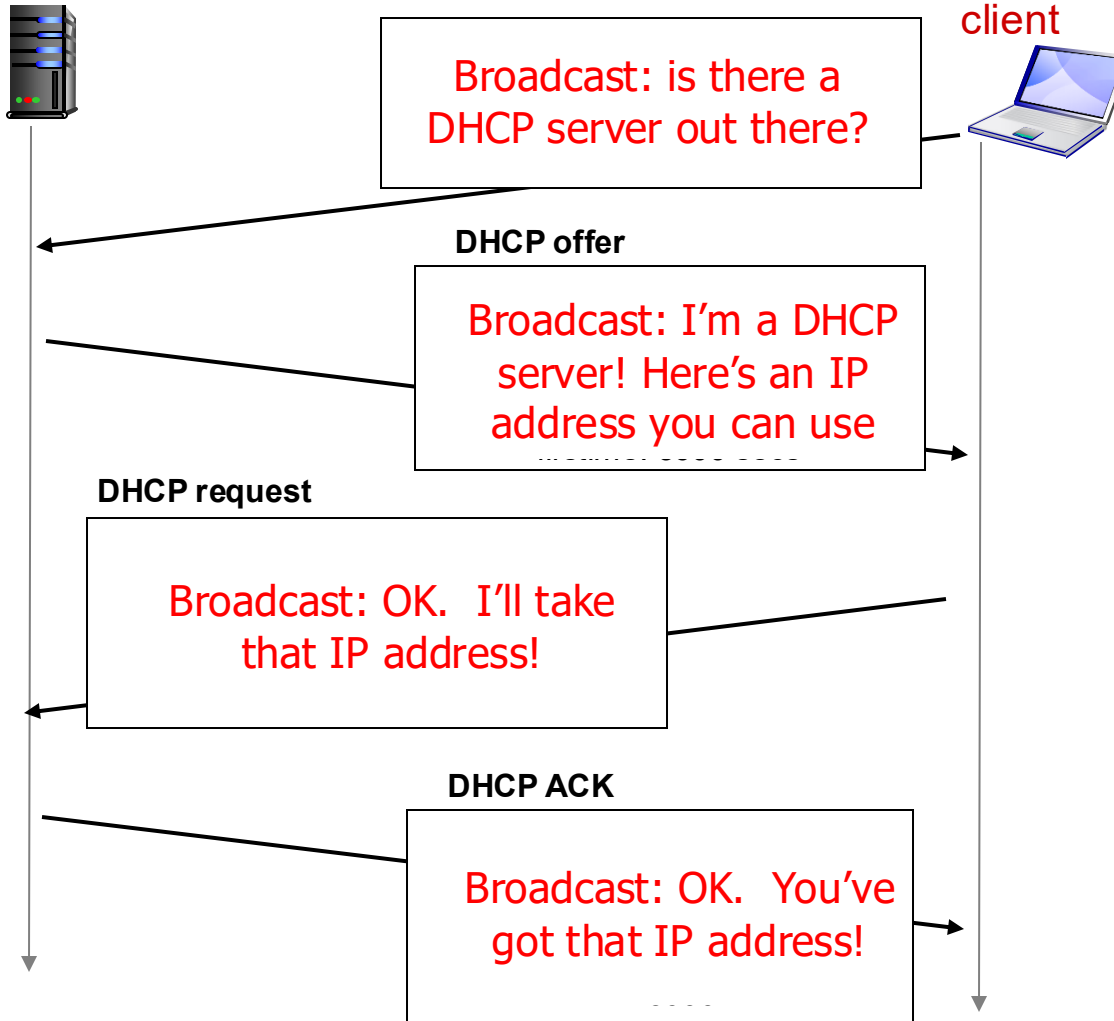 client
Broadcast: is there a
DHCP server out there?
DHCP offer
Broadcast: I’m a DHCP
server! Here’s an IP
address you can use
DHCP request
Broadcast: OK.  I’ll take
that IP address!
DHCP ACK
Broadcast: OK.  You’ve
got that IP address!